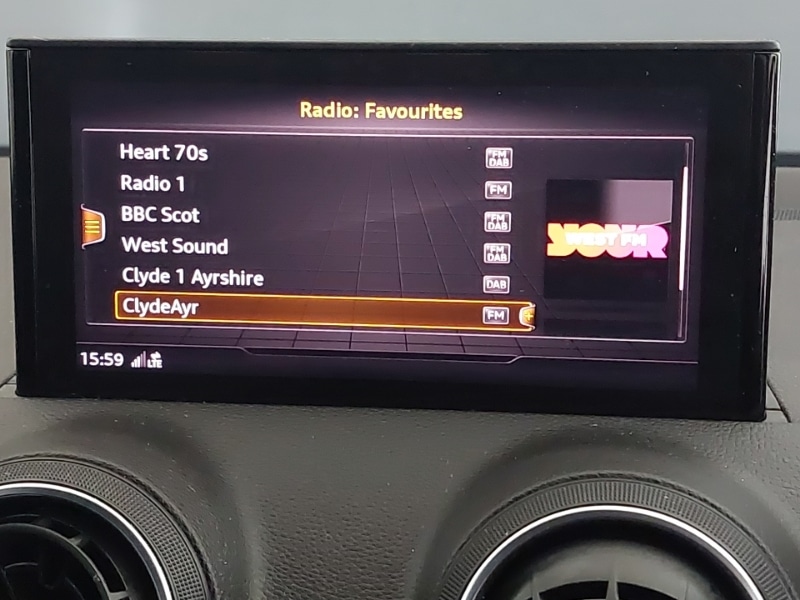 Radio: Favourites
Heart 70s FM DAB
Radio 1 FM
BBC Scot FM DAB
West Sound FM DAB
Clyde 1 Ayrshire DAB
ClydeAyr FM
YOUR
WEST FM
15:59 LTE